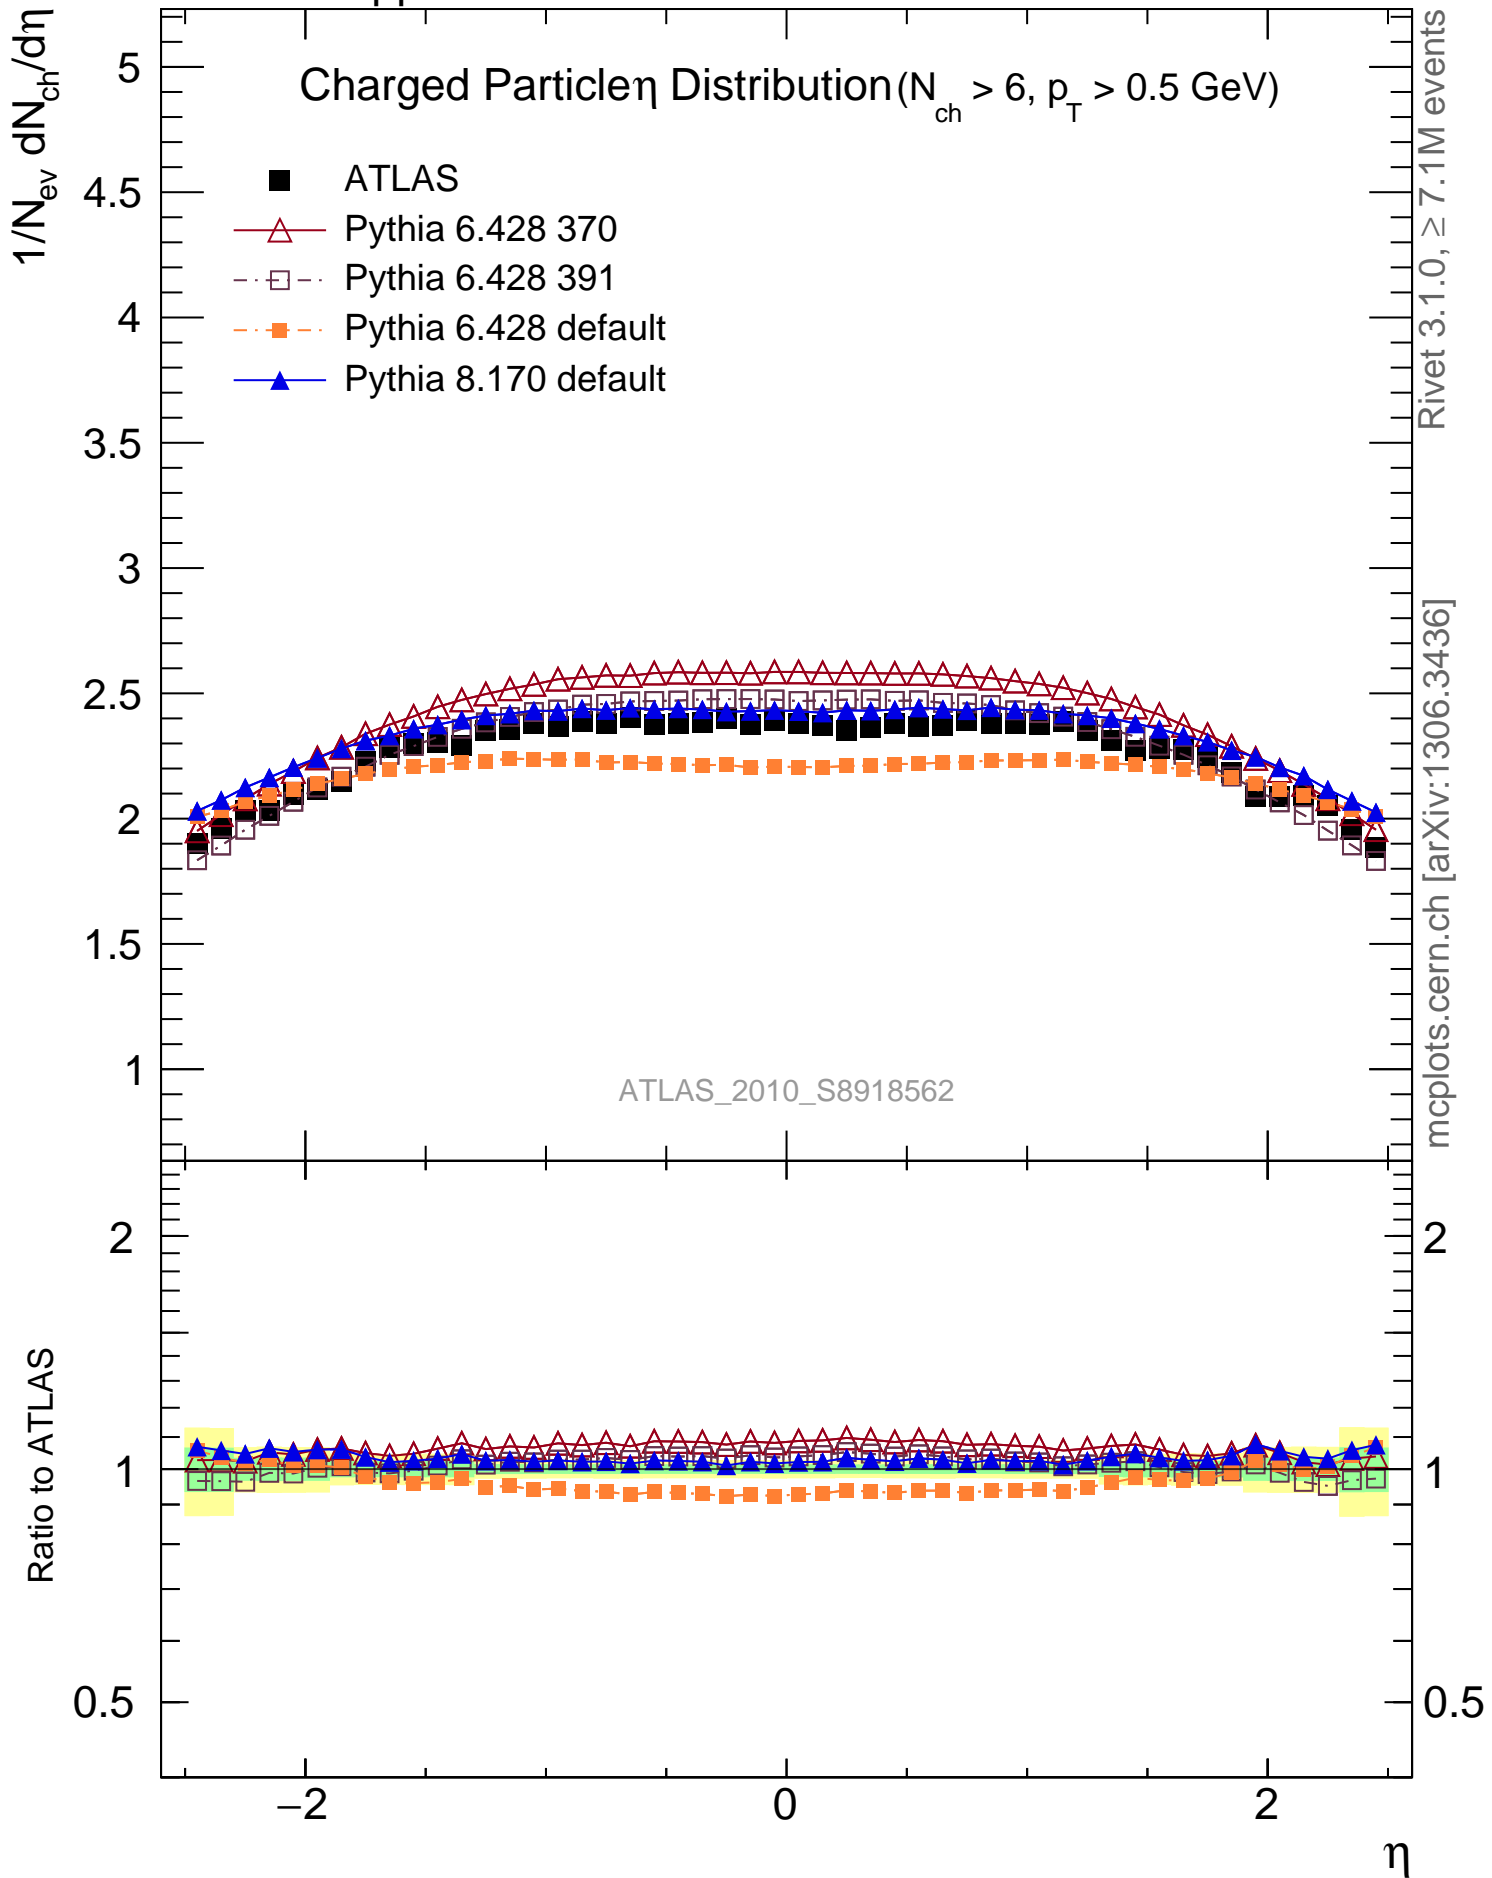 1/N_ev dN_ch/dη
Charged Particle η Distribution (N_ch > 6, p_T > 0.5 GeV)
ATLAS
Pythia 6.428 370
Pythia 6.428 391
Pythia 6.428 default
Pythia 8.170 default
5
4.5
4
3.5
3
2.5
2
1.5
1
ATLAS_2010_S8918562
Rivet 3.1.0, ≥ 7.1M events
mcplots.cern.ch [arXiv:1306.3436]
Ratio to ATLAS
2
1
0.5
2
1
0.5
−2
0
2
η